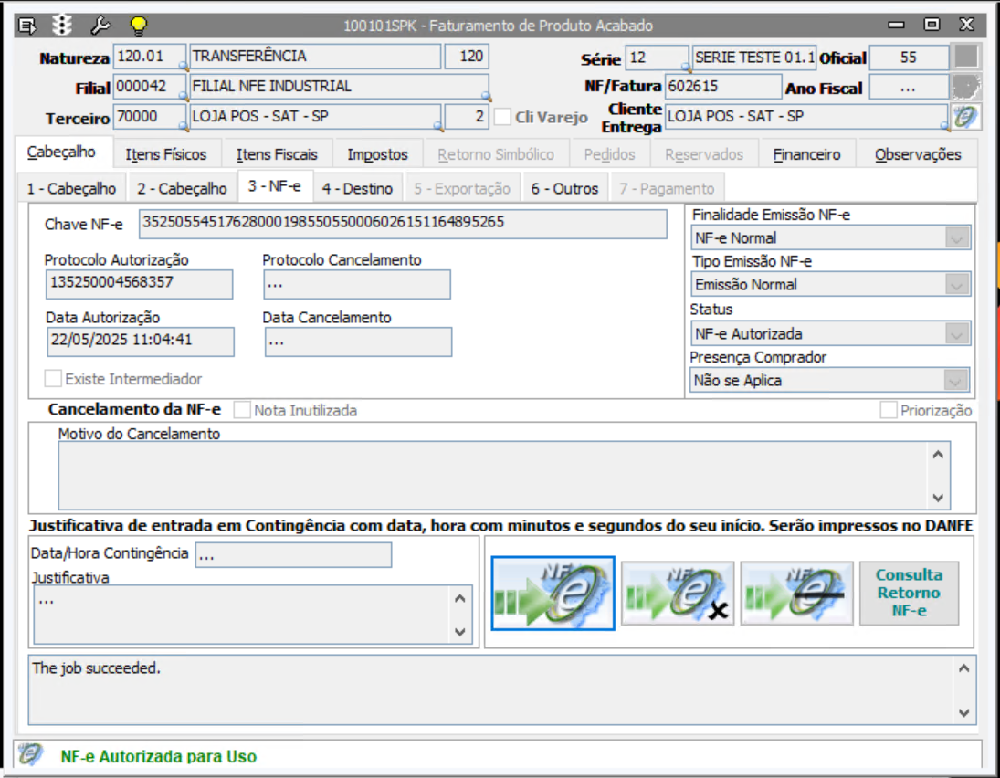 100101SPK - Faturamento de Produto Acabado
Natureza 120.01 TRANSFERÊNCIA 120 Série 12 SERIE TESTE 01.1 Oficial 55
Filial 000042 FILIAL NFE INDUSTRIAL NF/Fatura 602615 Ano Fiscal ...
Terceiro 70000 LOJA POS - SAT - SP 2 Cli Varejo Cliente Entrega LOJA POS - SAT - SP
Cabeçalho Itens Físicos Itens Fiscais Impostos Retorno Simbólico Pedidos Reservados Financeiro Observações
1 - Cabeçalho 2 - Cabeçalho 3 - NF-e 4 - Destino 5 - Exportação 6 - Outros 7 - Pagamento
Chave NF-e 35250554517628000198550550006026151164895265
Finalidade Emissão NF-e
NF-e Normal
Protocolo Autorização Protocolo Cancelamento
135250004568357 ...
Tipo Emissão NF-e
Emissão Normal
Data Autorização Data Cancelamento
22/05/2025 11:04:41 ...
Status
NF-e Autorizada
Presença Comprador
Não se Aplica
Existe Intermediador
Cancelamento da NF-e Nota Inutilizada Priorização
Motivo do Cancelamento
Justificativa de entrada em Contingência com data, hora com minutos e segundos do seu início. Serão impressos no DANFE
Data/Hora Contingência ...
Justificativa
...
NFe NFe x NFe
Consulta
Retorno
NF-e
The job succeeded.
NF-e Autorizada para Uso